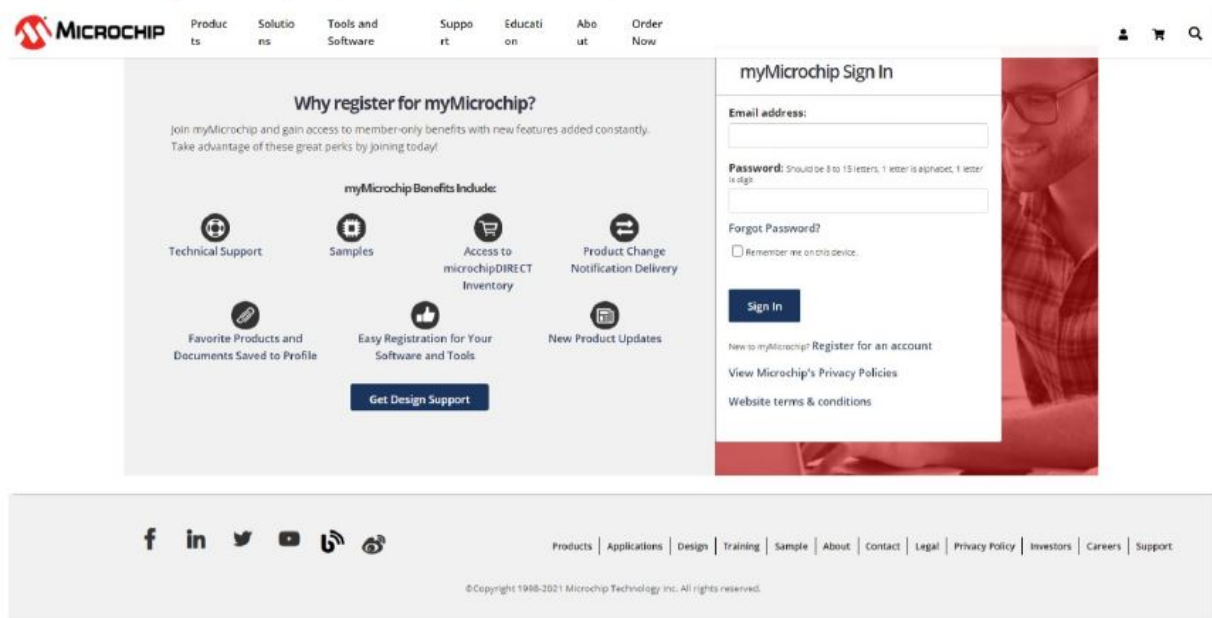 MICROCHIP
Produc
ts
Solutio
ns
Tools and
Software
Suppo
rt
Educati
on
Abo
ut
Order
Now
Why register for myMicrochip?
Join myMicrochip and gain access to member-only benefits with new features added constantly.
Take advantage of these great perks by joining today!
myMicrochip Benefits Include:
Technical Support
Samples
Access to
microchipDIRECT
Inventory
Product Change
Notification Delivery
Favorite Products and
Documents Saved to Profile
Easy Registration for Your
Software and Tools
New Product Updates
Get Design Support
myMicrochip Sign In
Email address:
Password: Should be 8 to 15 letters, 1 letter is alphabet, 1 letter
is digit
Forgot Password?
Remember me on this device.
Sign In
New to myMicrochip? Register for an account
View Microchip's Privacy Policies
Website terms & conditions
Products | Applications | Design | Training | Sample | About | Contact | Legal | Privacy Policy | Investors | Careers | Support
©Copyright 1998-2021 Microchip Technology Inc. All rights reserved.